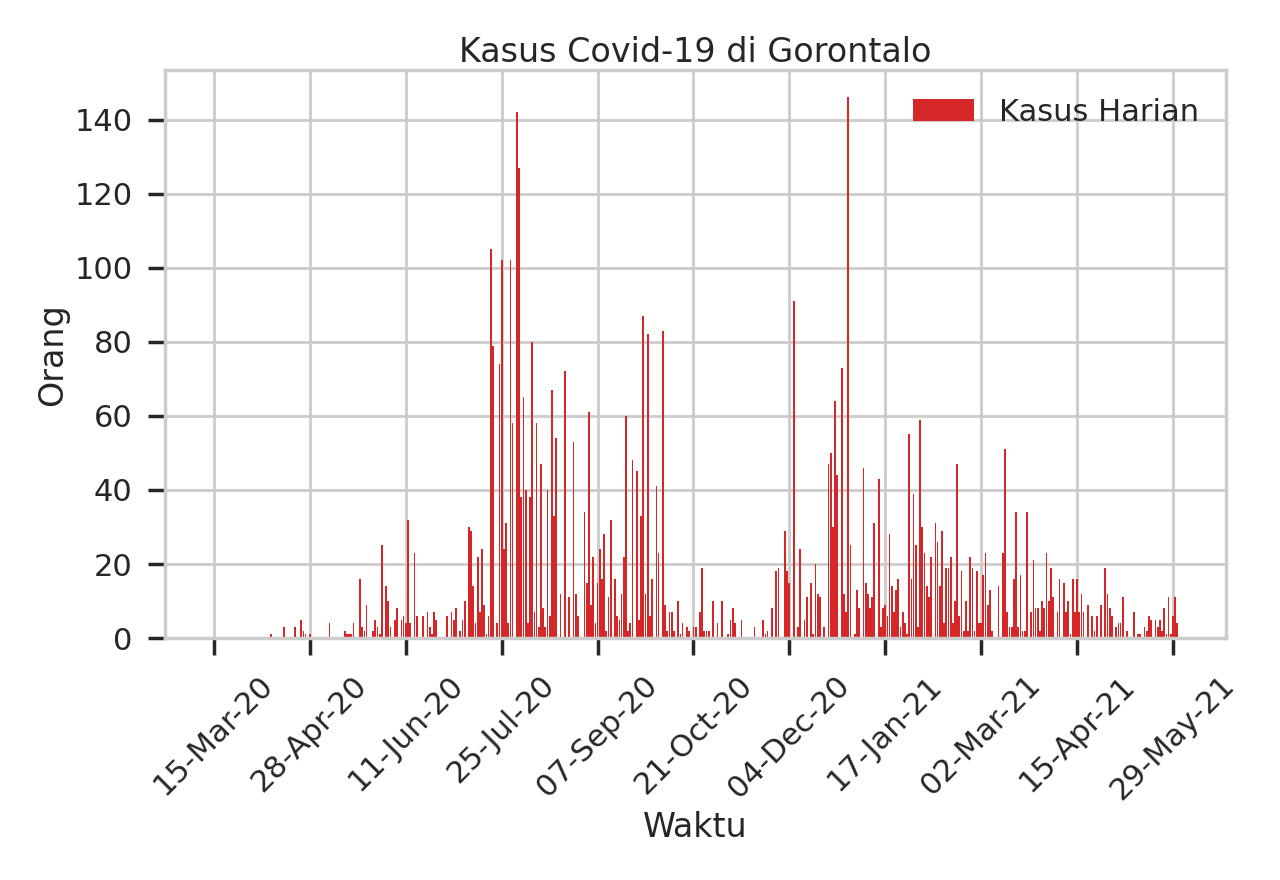 Kasus Covid-19 di Gorontalo
Kasus Harian
140
120
100
80
60
40
20
0
Orang
15-Mar-20
28-Apr-20
11-Jun-20
25-Jul-20
07-Sep-20
21-Oct-20
04-Dec-20
17-Jan-21
02-Mar-21
15-Apr-21
29-May-21
Waktu